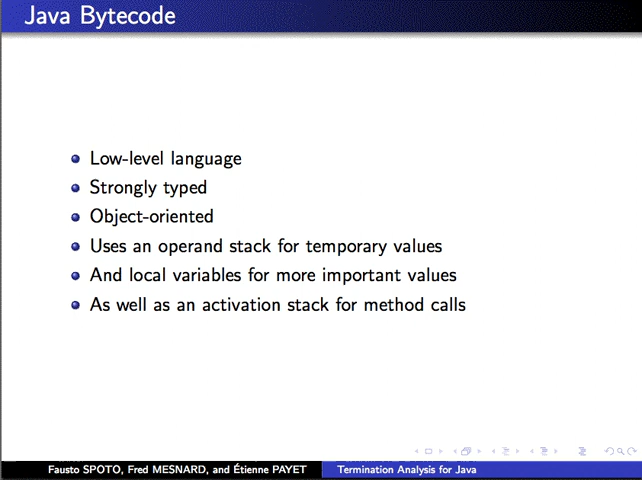 Java Bytecode
Low-level language
Strongly typed
Object-oriented
Uses an operand stack for temporary values
And local variables for more important values
As well as an activation stack for method calls
Fausto SPOTO, Fred MESNARD, and Étienne PAYET
Termination Analysis for Java